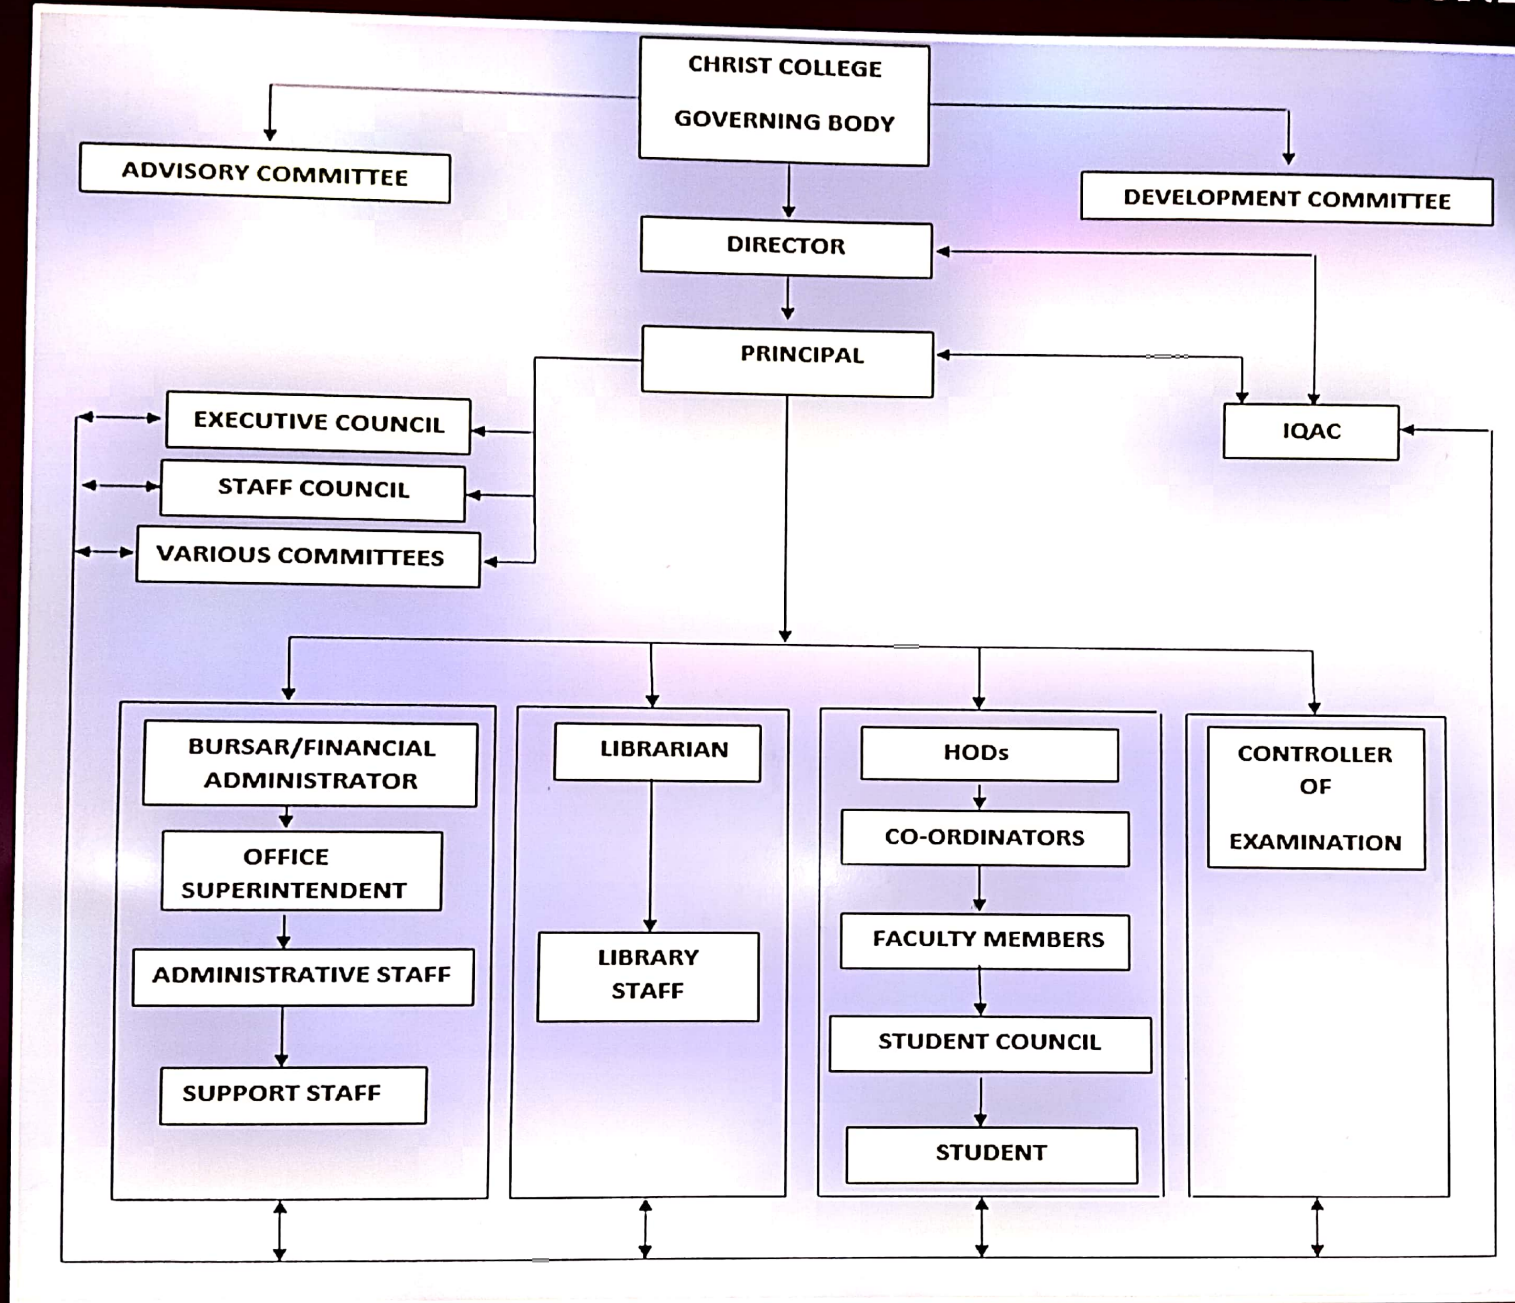 CHRIST COLLEGE
GOVERNING BODY
ADVISORY COMMITTEE
DEVELOPMENT COMMITTEE
DIRECTOR
PRINCIPAL
EXECUTIVE COUNCIL
IQAC
STAFF COUNCIL
VARIOUS COMMITTEES
BURSAR/FINANCIAL
ADMINISTRATOR
OFFICE
SUPERINTENDENT
ADMINISTRATIVE STAFF
SUPPORT STAFF
LIBRARIAN
LIBRARY
STAFF
HODs
CO-ORDINATORS
FACULTY MEMBERS
STUDENT COUNCIL
STUDENT
CONTROLLER
OF
EXAMINATION